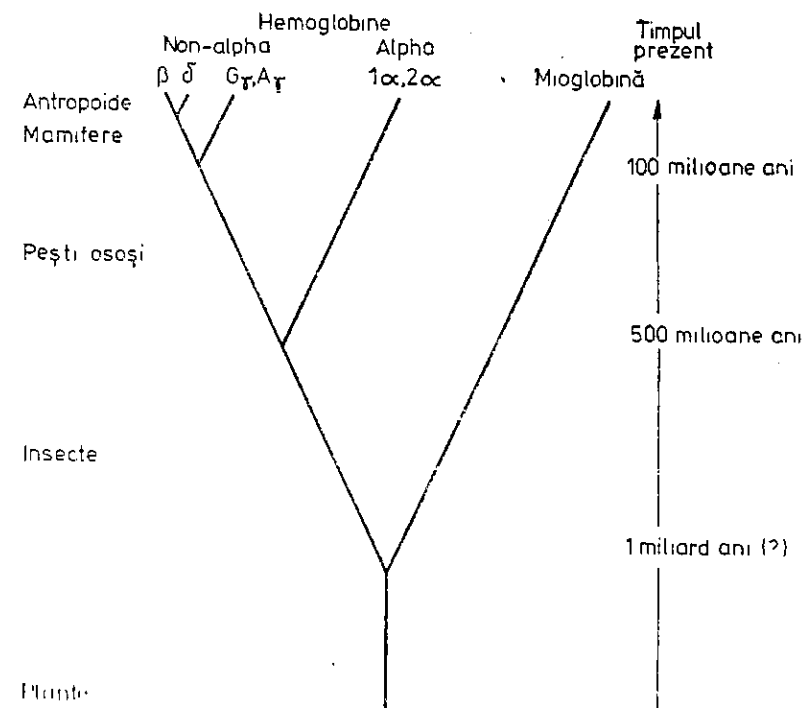 Hemoglobine
Non-alpha Alpha
β δ Gγ,Aγ 1α,2α Mioglobină
Timpul
prezent
Antropoide
Mamifere
100 milioane ani
Pești osoși
500 milioane ani
Insecte
1 miliard ani (?)
Plante